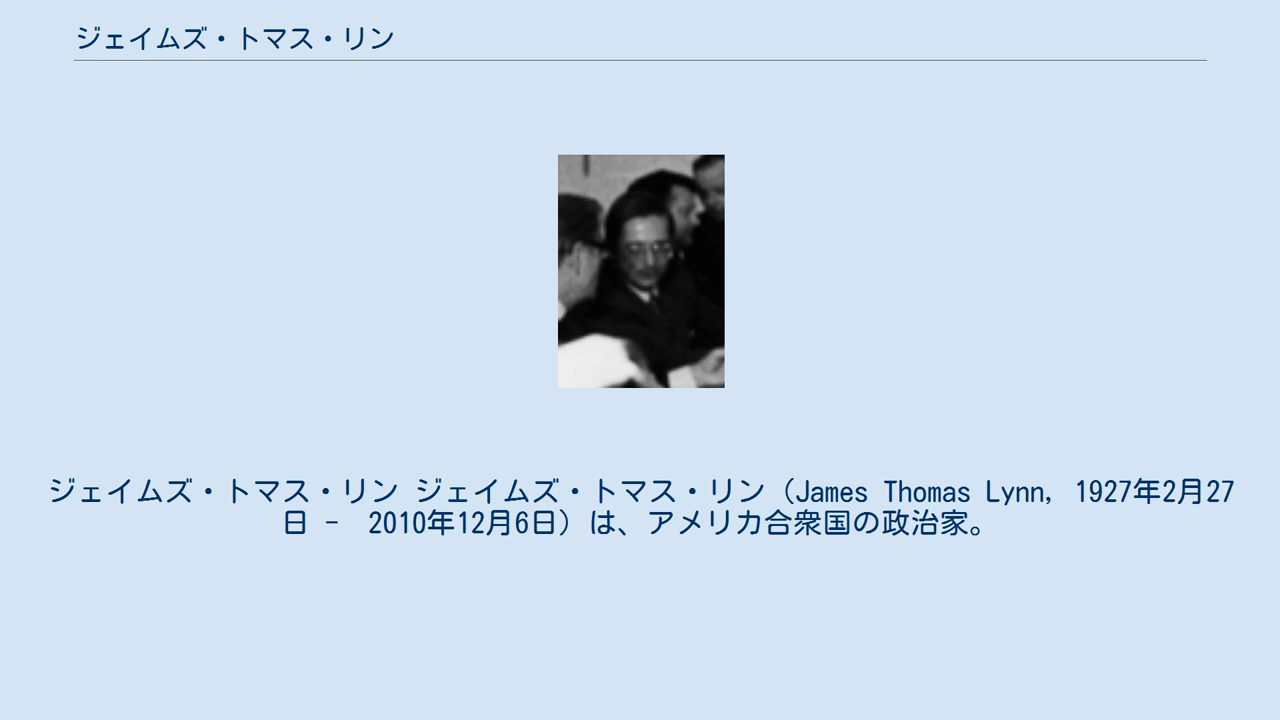 ジェイムズ・トマス・リン
ジェイムズ・トマス・リン ジェイムズ・トマス・リン（James Thomas Lynn, 1927年2月27
日 - 2010年12月6日）は、アメリカ合衆国の政治家。